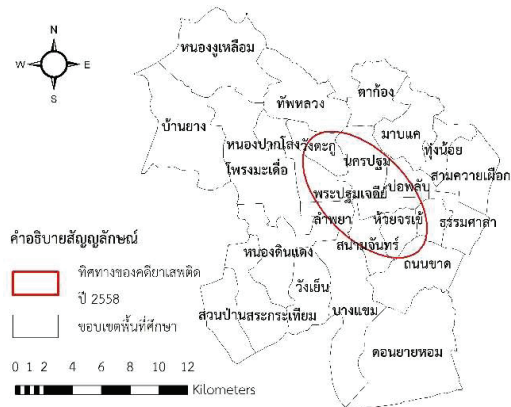 N
W E
S
หนองงูเหลือม
ตาก้อง
ทัพหลวง
บ้านยาง
มาบแค
หนองปากโลง
วังตะกู
ทุ่งน้อย
นครปฐม
โพรงมะเดื่อ
สามควายเผือก
พระปฐมเจดีย์
บ่อพลับ
ลำพยา
ห้วยจรเข้
ธรรมศาลา
สนามจันทร์
หนองดินแดง
ถนนขาด
วังเย็น
สวนป่าน
สระกระเทียม
บางแขม
ดอนยายหอม
คำอธิบายสัญญลักษณ์
ทิศทางของคดียาเสพติด
ปี 2558
ขอบเขตพื้นที่ศึกษา
0 1 2 4 6 8 10 12
Kilometers